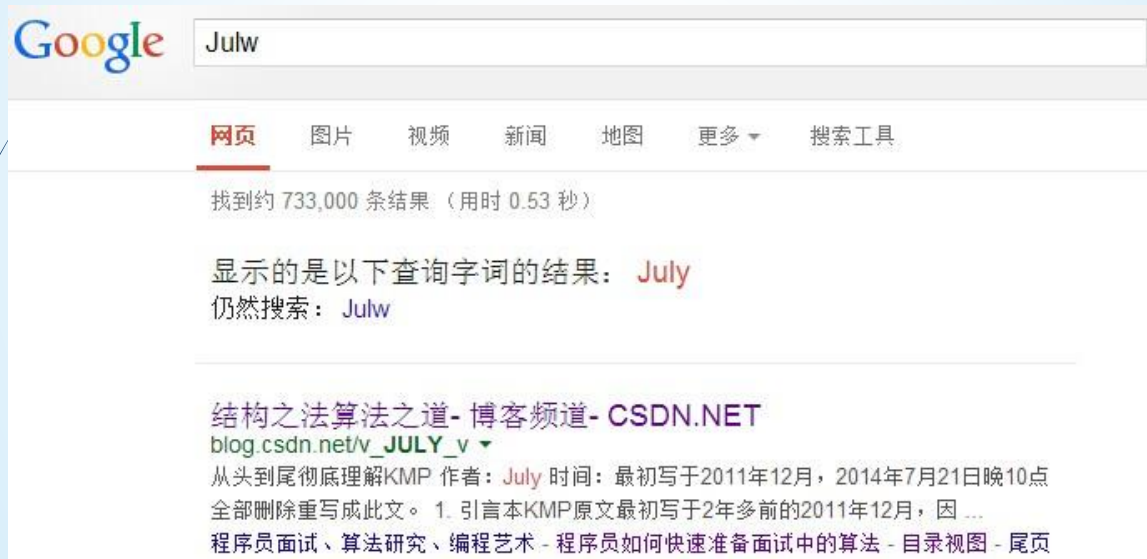 Google Julw
网页 图片 视频 新闻 地图 更多 搜索工具
找到约 733,000 条结果 （用时 0.53 秒）
显示的是以下查询字词的结果： July
仍然搜索： Julw
结构之法算法之道- 博客频道- CSDN.NET
blog.csdn.net/v_JULY_v
从头到尾彻底理解KMP 作者：July 时间：最初写于2011年12月，2014年7月21日晚10点
全部删除重写成此文。 1. 引言本KMP原文最初写于2年多前的2011年12月，因 ...
程序员面试、算法研究、编程艺术 - 程序员如何快速准备面试中的算法 - 目录视图 - 尾页